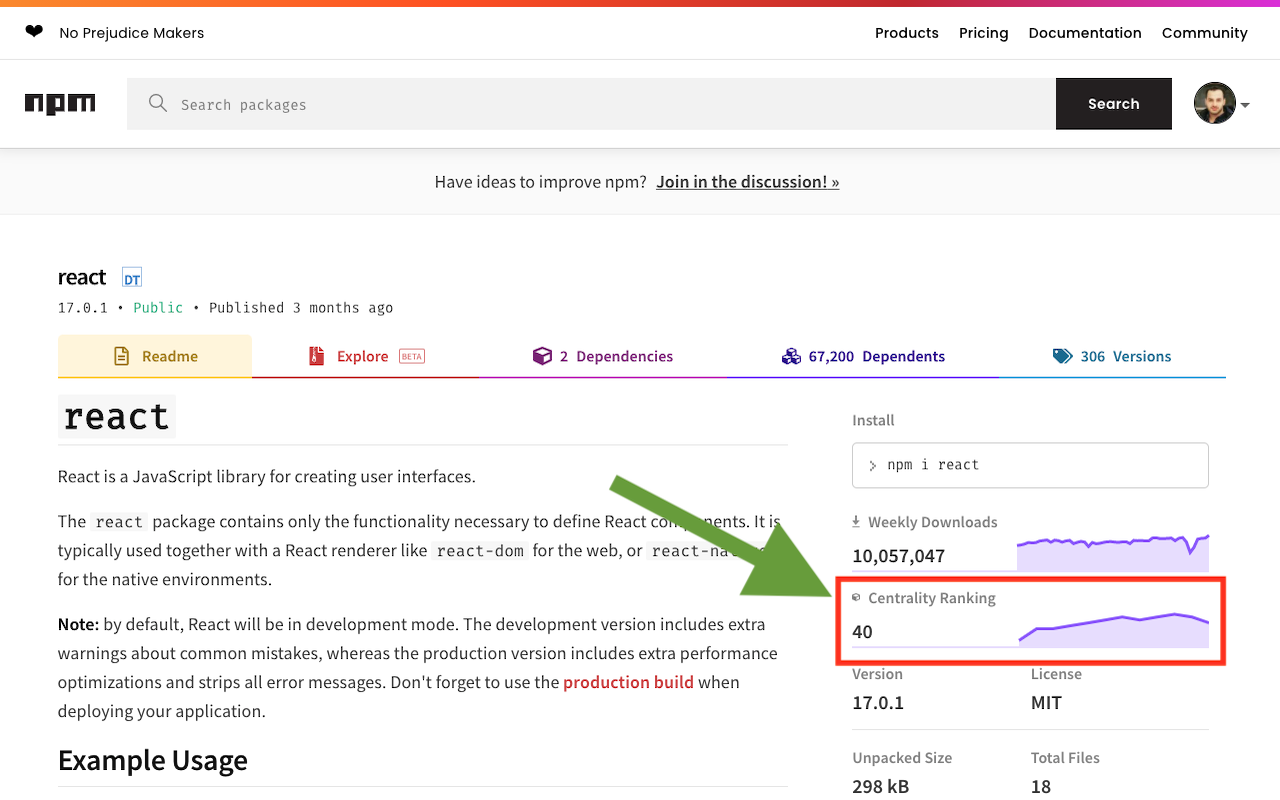 No Prejudice Makers
Products Pricing Documentation Community
npm
Search packages
Search
Have ideas to improve npm? Join in the discussion! »
react DT
17.0.1 • Public • Published 3 months ago
Readme
Explore BETA
2 Dependencies
67,200 Dependents
306 Versions
react
React is a JavaScript library for creating user interfaces.
The react package contains only the functionality necessary to define React components. It is
typically used together with a React renderer like react-dom for the web, or
for the native environments.
Note: by default, React will be in development mode. The development version includes extra
warnings about common mistakes, whereas the production version includes extra performance
optimizations and strips all error messages. Don't forget to use the production build when
deploying your application.
Example Usage
Install
> npm i react
Weekly Downloads
10,057,047
Centrality Ranking
40
Version License
17.0.1 MIT
Unpacked Size Total Files
298 kB 18